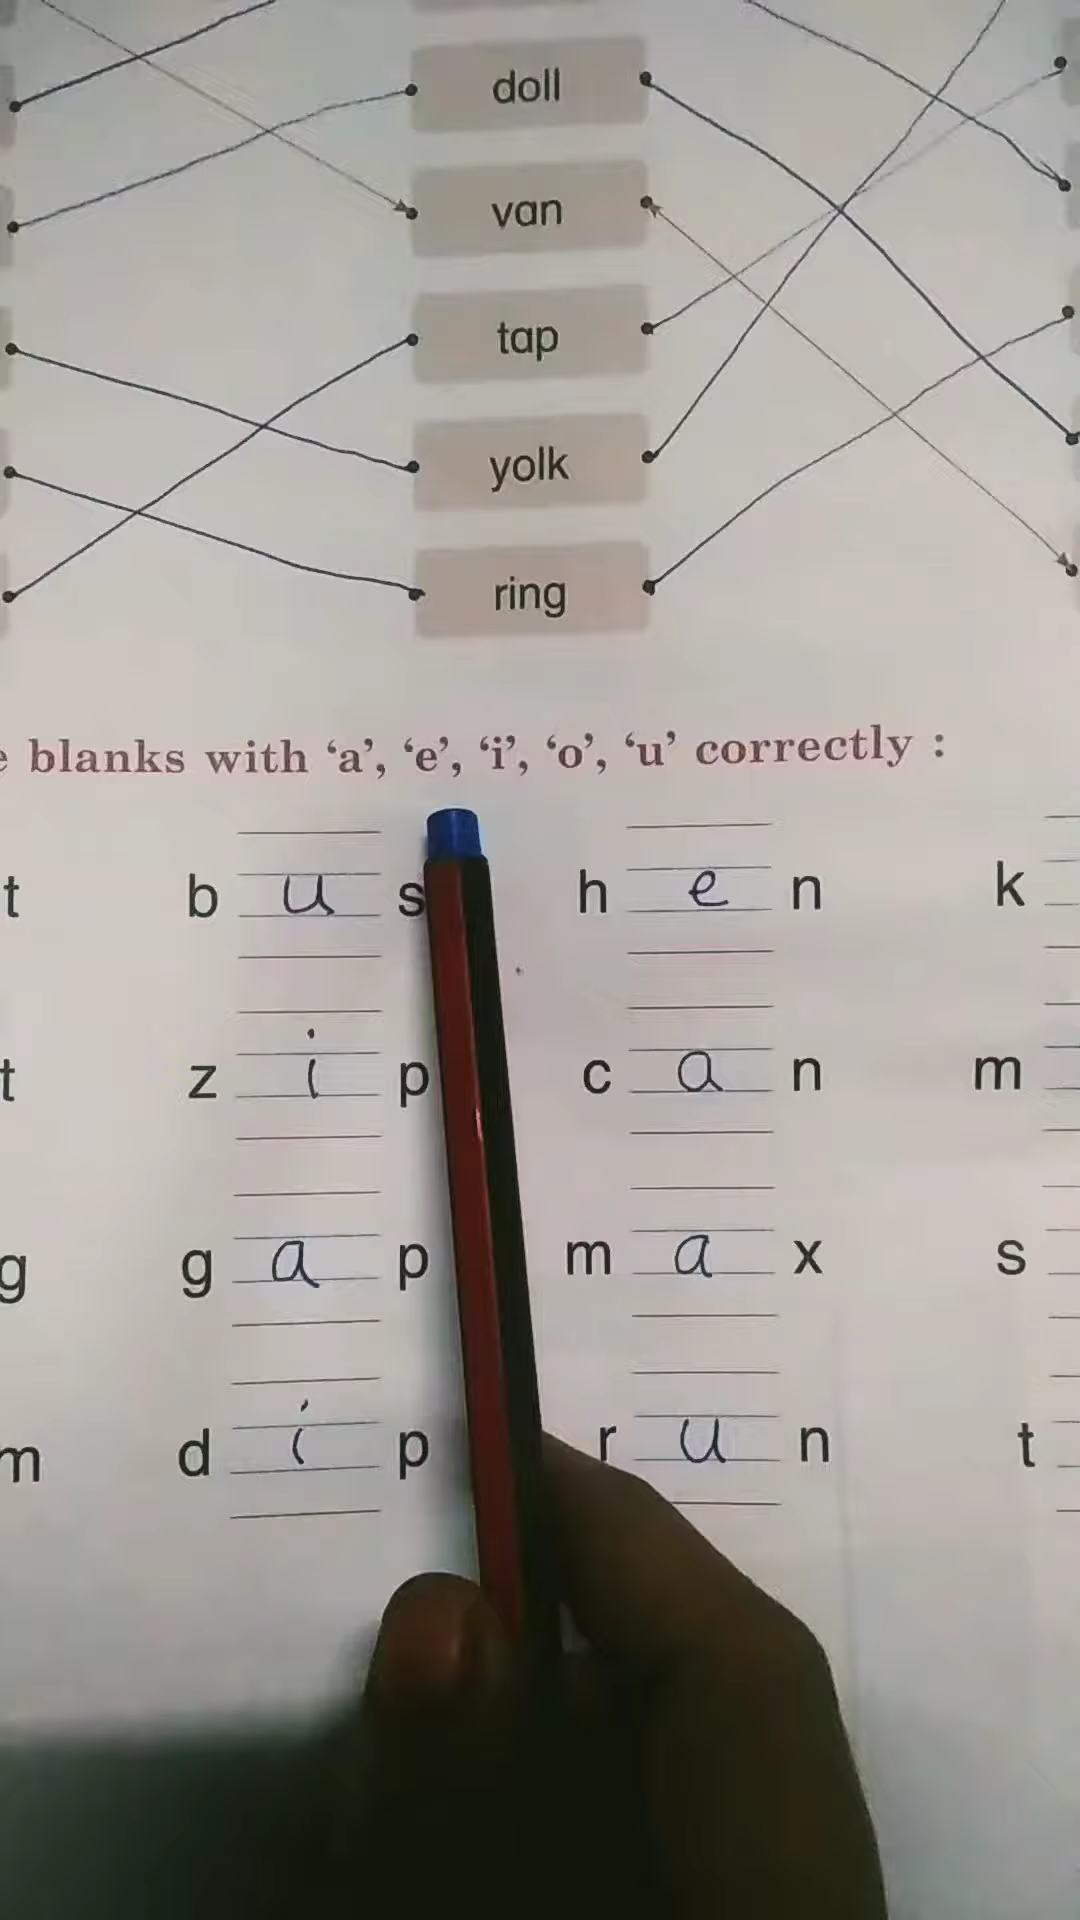 doll
van
tap
yolk
ring
blanks with ‘a’, ‘e’, ‘i’, ‘o’, ‘u’ correctly :
t b u s h e n k
t z i p c a n m
g g a p m a x s
m d i p r u n t